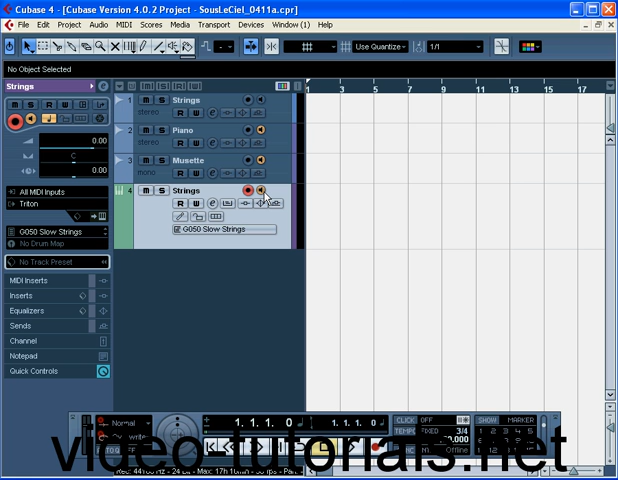 Cubase 4 - [Cubase Version 4.0.2 Project - SousLeCiel_0411a.cpr]
File Edit Project Audio MIDI Scores Transport Devices Window (1) Help
Use Quantize 1/1
No Object Selected
Strings
1 3 5 7 9 11 13 15 17
1 Strings
stereo
2 Piano
stereo
3 Musette
mono
4 Strings
G050 Slow Strings
0.00
C
0.00
All MIDI Inputs
Triton
G050 Slow Strings
No Drum Map
No Track Preset
MIDI Inserts
Inserts
Equalizers
Sends
Channel
Notepad
Quick Controls
Normal
1. 1. 1. 0
1. 1. 1. 0
CLICK OFF
TEMPO FIXED 3/4
SHOW MARKER
Offline
video-tutorials.net